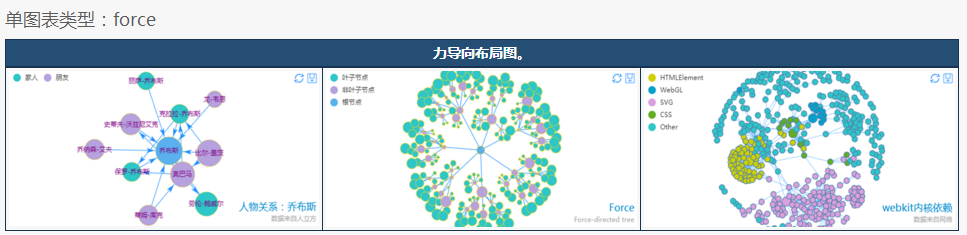 单图表类型：force
力导向布局图。
家人
朋友
丽萨-乔布斯
龙-韦恩
克拉拉-乔布斯
史蒂夫-沃兹尼艾克
乔纳森-艾夫
乔布斯
比尔-盖茨
保罗-乔布斯
奥巴马
劳伦-鲍威尔
蒂姆-库克
人物关系：乔布斯
数据来自人立方
叶子节点
非叶子节点
根节点
Force
Force-directed tree
HTMLElement
WebGL
SVG
CSS
Other
webkit内核依赖
数据来自网络